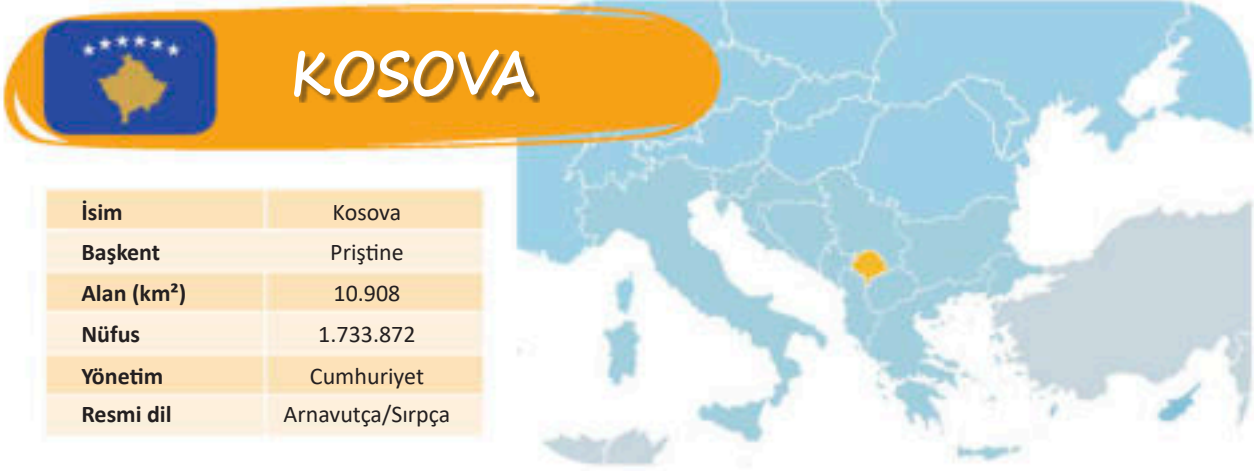 KOSOVA
İsim Kosova
Başkent Priştine
Alan (km²) 10.908
Nüfus 1.733.872
Yönetim Cumhuriyet
Resmi dil Arnavutça/Sırpça